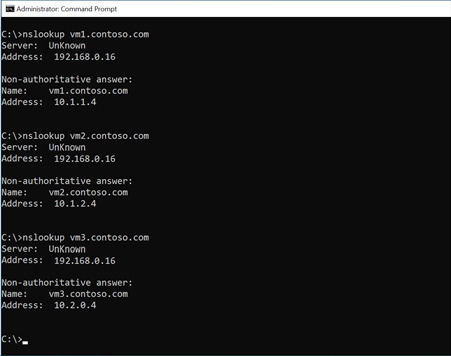 Administrator: Command Prompt
C:\>nslookup vm1.contoso.com
Server:  UnKnown
Address:  192.168.0.16
Non-authoritative answer:
Name:    vm1.contoso.com
Address:  10.1.1.4
C:\>nslookup vm2.contoso.com
Server:  UnKnown
Address:  192.168.0.16
Non-authoritative answer:
Name:    vm2.contoso.com
Address:  10.1.2.4
C:\>nslookup vm3.contoso.com
Server:  UnKnown
Address:  192.168.0.16
Non-authoritative answer:
Name:    vm3.contoso.com
Address:  10.2.0.4
C:\>